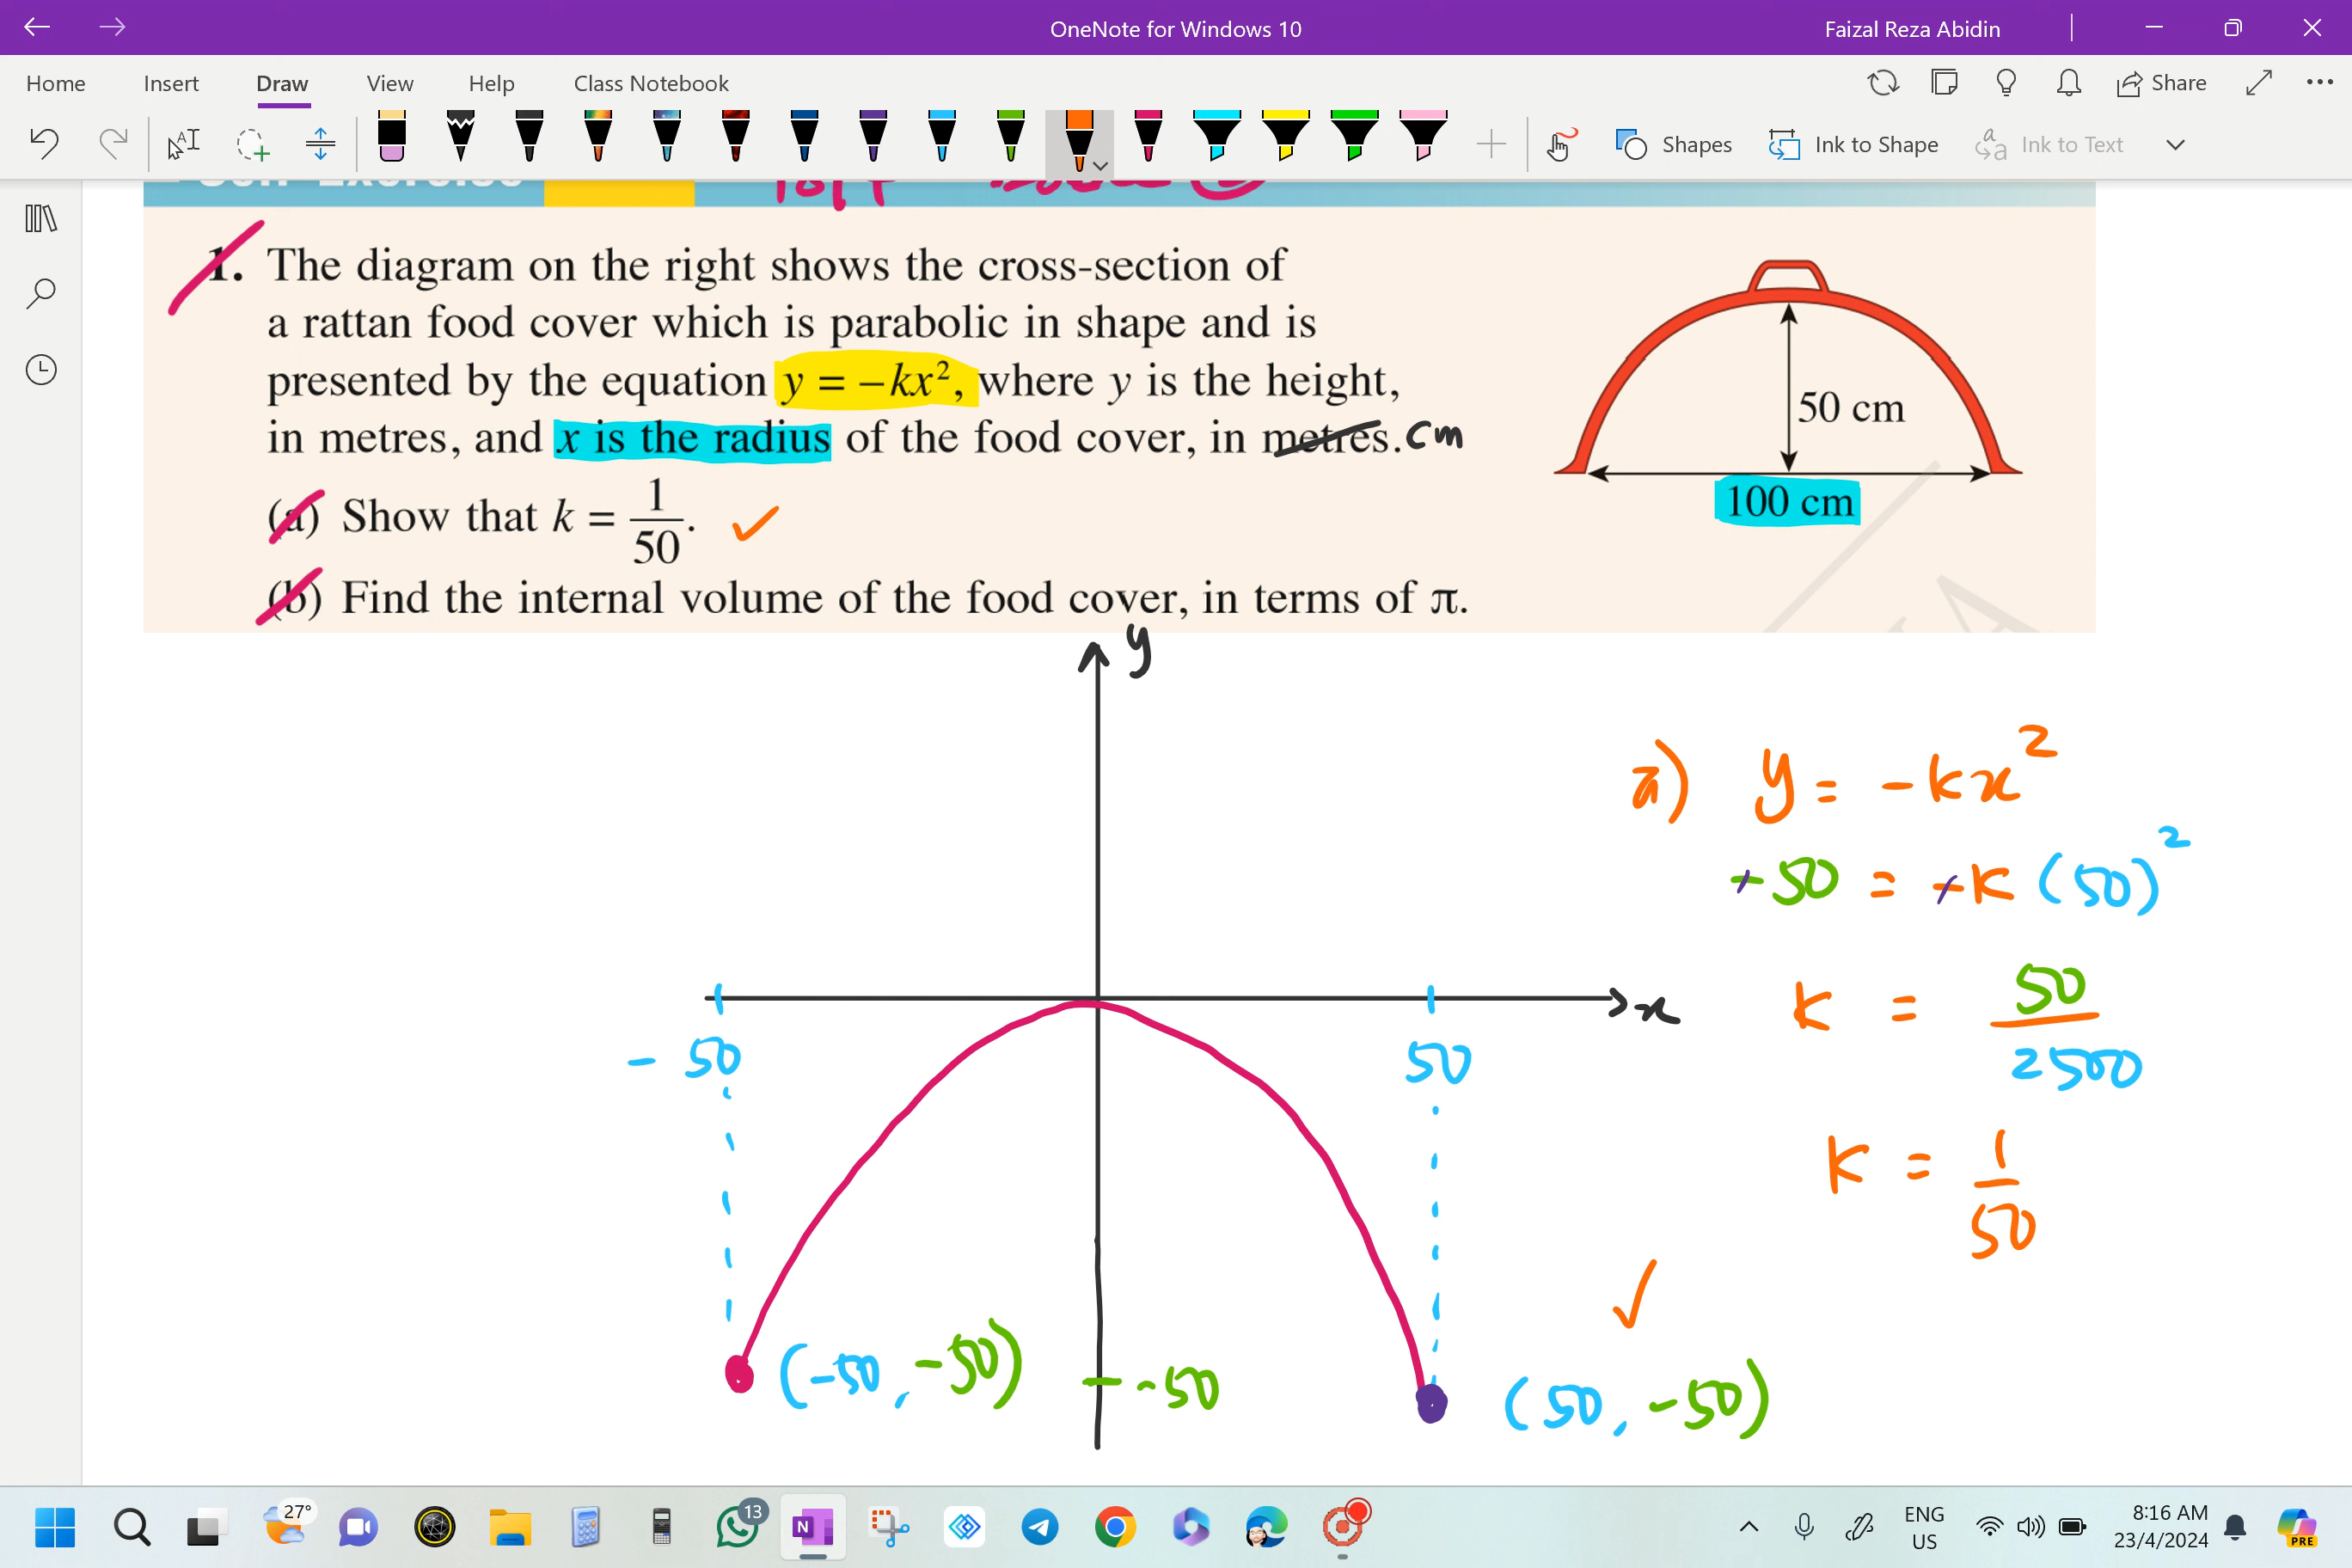 OneNote for Windows 10
Faizal Reza Abidin
Home Insert Draw View Help Class Notebook
Share
Shapes Ink to Shape Ink to Text
1. The diagram on the right shows the cross-section of
a rattan food cover which is parabolic in shape and is
presented by the equation y = –kx², where y is the height,
in metres, and x is the radius of the food cover, in metres. cm
(a) Show that k = 1/50.
(b) Find the internal volume of the food cover, in terms of π.
50 cm
100 cm
y
x
- 50
50
(-50, -50)
-50
(50, -50)
a) y = -kx²
-50 = -k (50)²
k = 50/2500
k = 1/50
27°
13
N
ENG
US
8:16 AM
23/4/2024
PRE